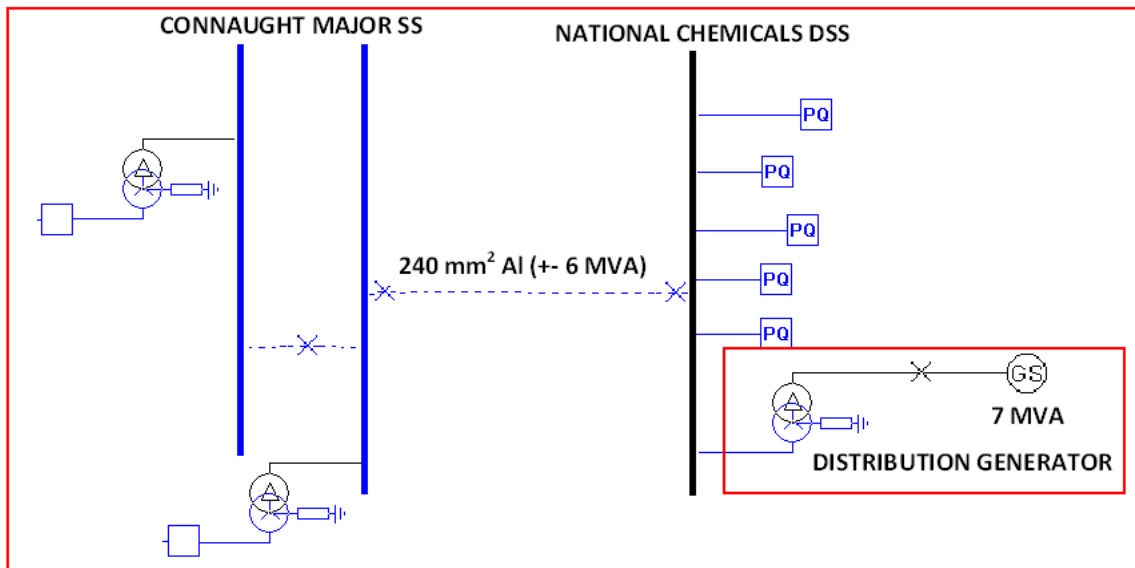 CONNAUGHT MAJOR SS
NATIONAL CHEMICALS DSS
PQ
PQ
PQ
240 mm² Al (+- 6 MVA)
PQ
PQ
GS
7 MVA
DISTRIBUTION GENERATOR